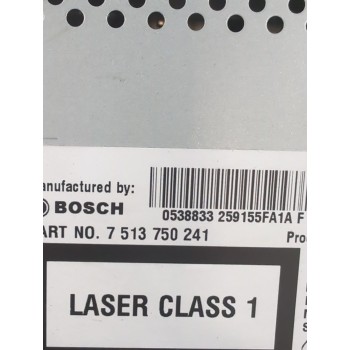 anufactured by:
BOSCH
0538833 259155FA1A F
ART NO. 7 513 750 241
Pro
LASER CLASS 1